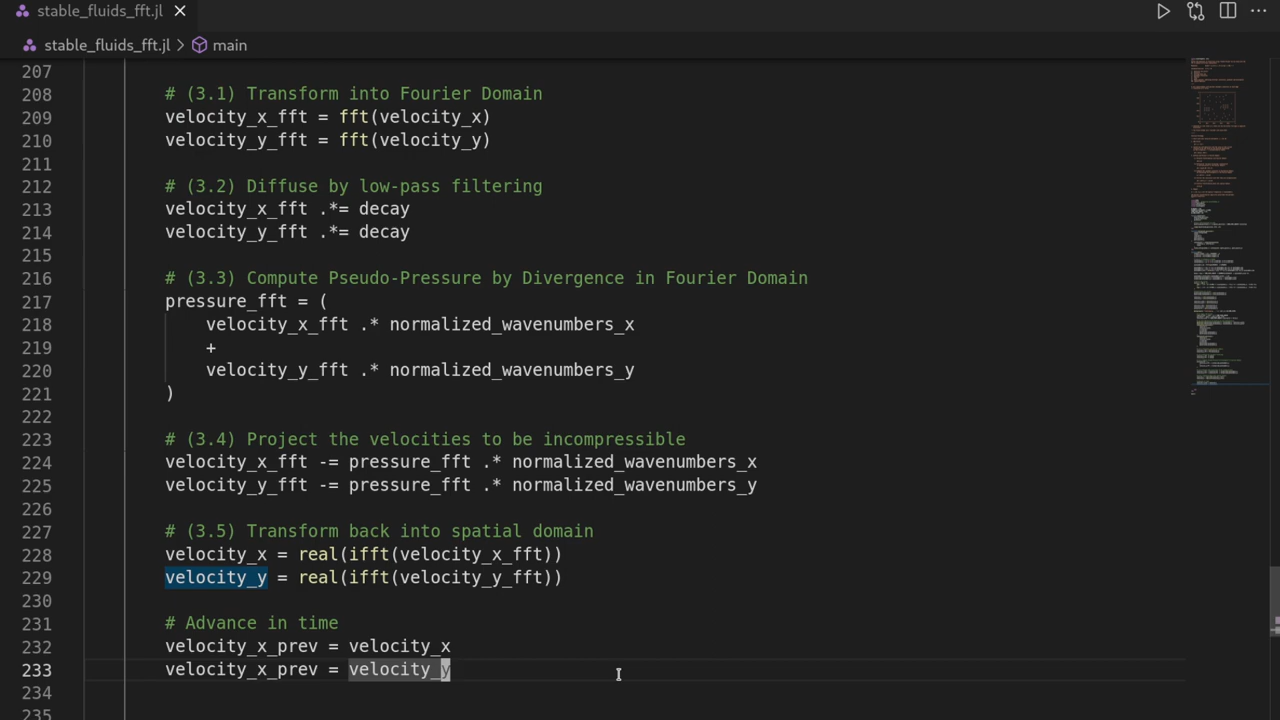 stable_fluids_fft.jl
stable_fluids_fft.jl > main
207
208 # (3.1) Transform into Fourier Domain
209 velocity_x_fft = fft(velocity_x)
210 velocity_y_fft = fft(velocity_y)
211
212 # (3.2) Diffuse by low-pass filtering
213 velocity_x_fft .*= decay
214 velocity_y_fft .*= decay
215
216 # (3.3) Compute Pseudo-Pressure by Divergence in Fourier Domain
217 pressure_fft = (
218 velocity_x_fft .* normalized_wavenumbers_x
219 +
220 velocity_y_fft .* normalized_wavenumbers_y
221 )
222
223 # (3.4) Project the velocities to be incompressible
224 velocity_x_fft -= pressure_fft .* normalized_wavenumbers_x
225 velocity_y_fft -= pressure_fft .* normalized_wavenumbers_y
226
227 # (3.5) Transform back into spatial domain
228 velocity_x = real(ifft(velocity_x_fft))
229 velocity_y = real(ifft(velocity_y_fft))
230
231 # Advance in time
232 velocity_x_prev = velocity_x
233 velocity_x_prev = velocity_y
234
235